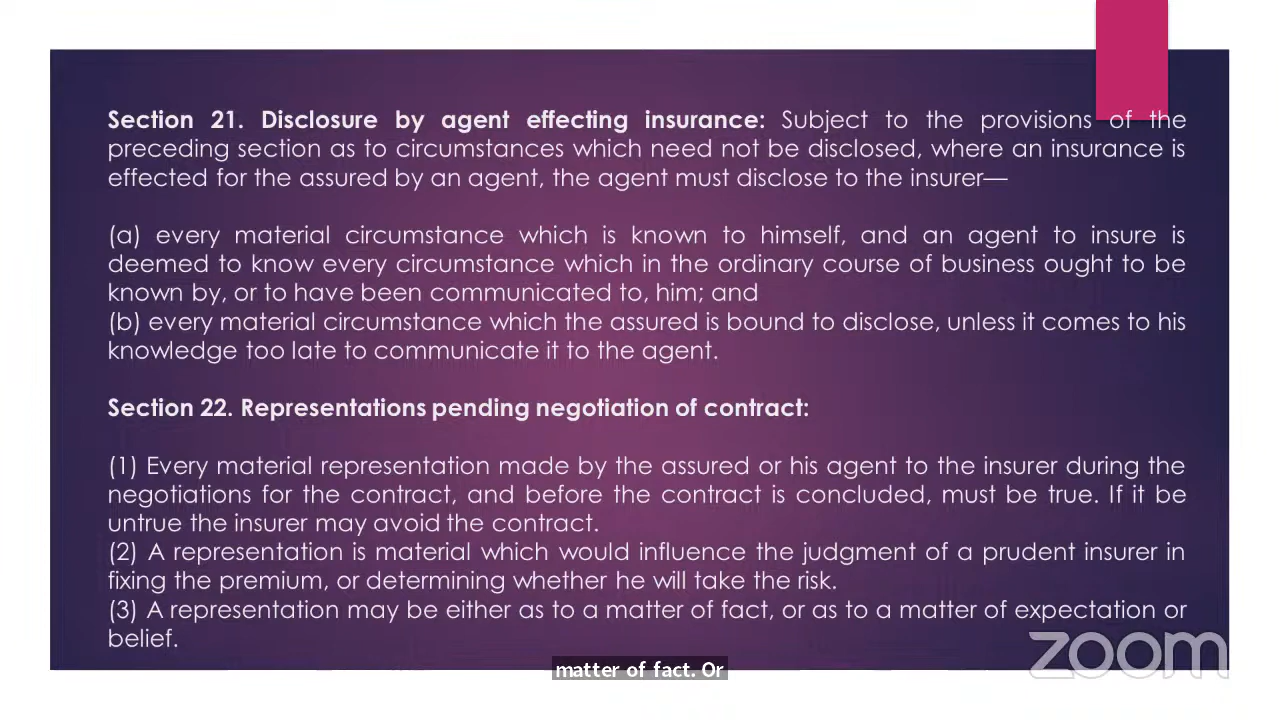 Section 21. Disclosure by agent effecting insurance: Subject to the provisions of the
preceding section as to circumstances which need not be disclosed, where an insurance is
effected for the assured by an agent, the agent must disclose to the insurer—
(a) every material circumstance which is known to himself, and an agent to insure is
deemed to know every circumstance which in the ordinary course of business ought to be
known by, or to have been communicated to, him; and
(b) every material circumstance which the assured is bound to disclose, unless it comes to his
knowledge too late to communicate it to the agent.
Section 22. Representations pending negotiation of contract:
(1) Every material representation made by the assured or his agent to the insurer during the
negotiations for the contract, and before the contract is concluded, must be true. If it be
untrue the insurer may avoid the contract.
(2) A representation is material which would influence the judgment of a prudent insurer in
fixing the premium, or determining whether he will take the risk.
(3) A representation may be either as to a matter of fact, or as to a matter of expectation or
belief.
zoom
matter of fact. Or